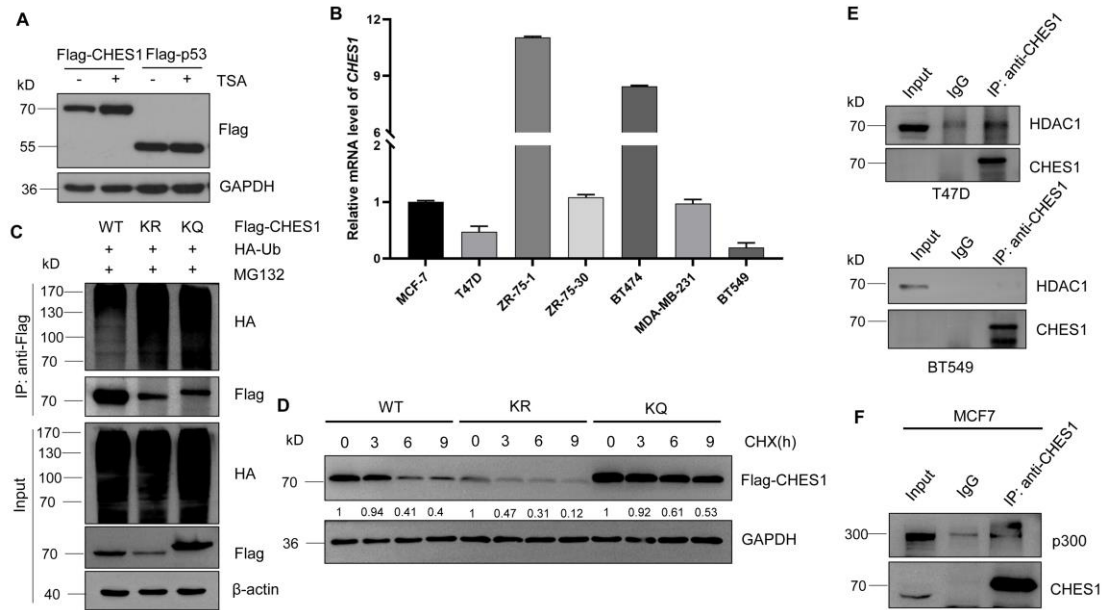 A
Flag-CHES1 Flag-p53
kD - + - + TSA
70
55
Flag
36
GAPDH
B
Relative mRNA level of CHES1
12
8
6
2
1
0
MCF-7 T47D ZR-75-1 ZR-75-30 BT474 MDA-MB-231 BT549
C
WT KR KQ Flag-CHES1
+ + + HA-Ub
+ + + MG132
kD
IP: anti-Flag
170
130
100
70
HA
70
Flag
Input
170
130
100
70
HA
70
Flag
40
β-actin
D
WT KR KQ
kD 0 3 6 9 0 3 6 9 0 3 6 9 CHX(h)
70 Flag-CHES1
1 0.94 0.41 0.4 1 0.47 0.31 0.12 1 0.92 0.61 0.53
36 GAPDH
E
Input IgG IP: anti-CHES1
kD
70 HDAC1
70 CHES1
T47D
Input IgG IP: anti-CHES1
kD
70 HDAC1
70 CHES1
BT549
F
MCF7
Input IgG IP: anti-CHES1
kD
300 p300
70 CHES1